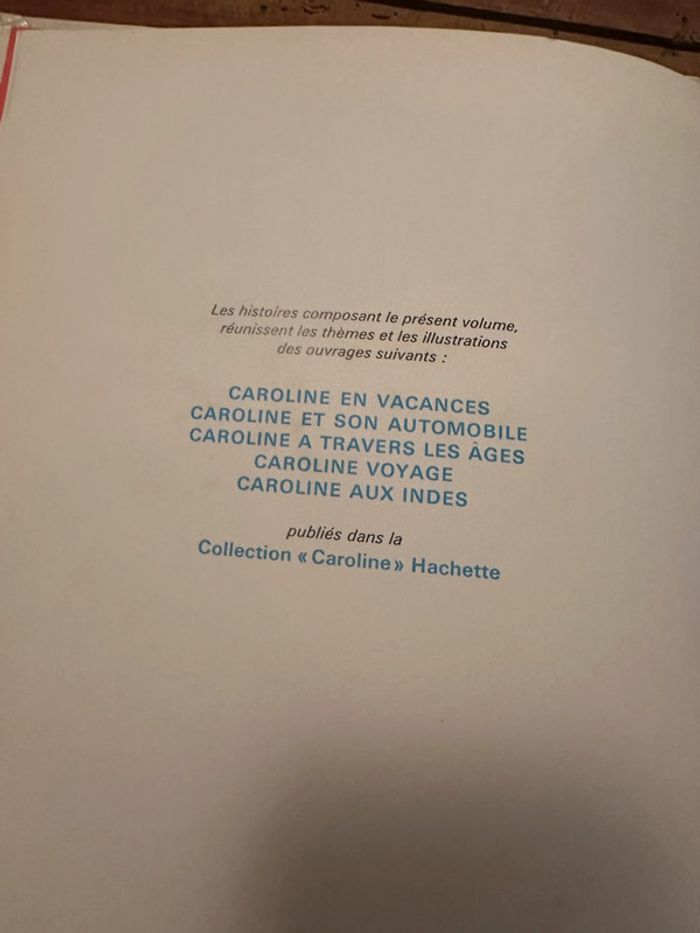 Les histoires composant le présent volume,
réunissent les thèmes et les illustrations
des ouvrages suivants :
CAROLINE EN VACANCES
CAROLINE ET SON AUTOMOBILE
CAROLINE A TRAVERS LES ÂGES
CAROLINE VOYAGE
CAROLINE AUX INDES
publiés dans la
Collection « Caroline » Hachette